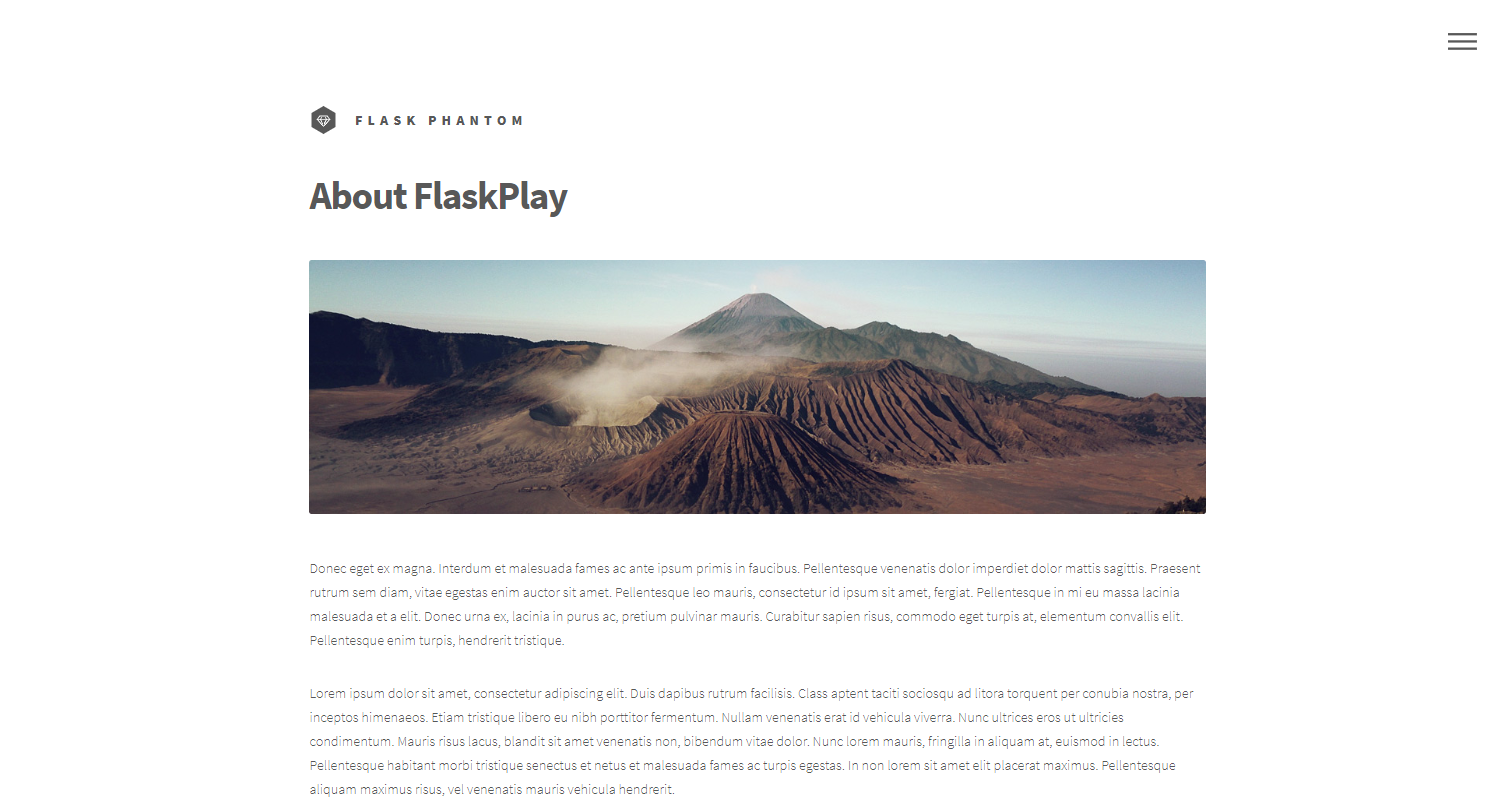 FLASK PHANTOM
About FlaskPlay
Donec eget ex magna. Interdum et malesuada fames ac ante ipsum primis in faucibus. Pellentesque venenatis dolor imperdiet dolor mattis sagittis. Praesent
rutrum sem diam, vitae egestas enim auctor sit amet. Pellentesque leo mauris, consectetur id ipsum sit amet, fergiat. Pellentesque in mi eu massa lacinia
malesuada et a elit. Donec urna ex, lacinia in purus ac, pretium pulvinar mauris. Curabitur sapien risus, commodo eget turpis at, elementum convallis elit.
Pellentesque enim turpis, hendrerit tristique.
Lorem ipsum dolor sit amet, consectetur adipiscing elit. Duis dapibus rutrum facilisis. Class aptent taciti sociosqu ad litora torquent per conubia nostra, per
inceptos himenaeos. Etiam tristique libero eu nibh porttitor fermentum. Nullam venenatis erat id vehicula viverra. Nunc ultrices eros ut ultricies
condimentum. Mauris risus lacus, blandit sit amet venenatis non, bibendum vitae dolor. Nunc lorem mauris, fringilla in aliquam at, euismod in lectus.
Pellentesque habitant morbi tristique senectus et netus et malesuada fames ac turpis egestas. In non lorem sit amet elit placerat maximus. Pellentesque
aliquam maximus risus, vel venenatis mauris vehicula hendrerit.